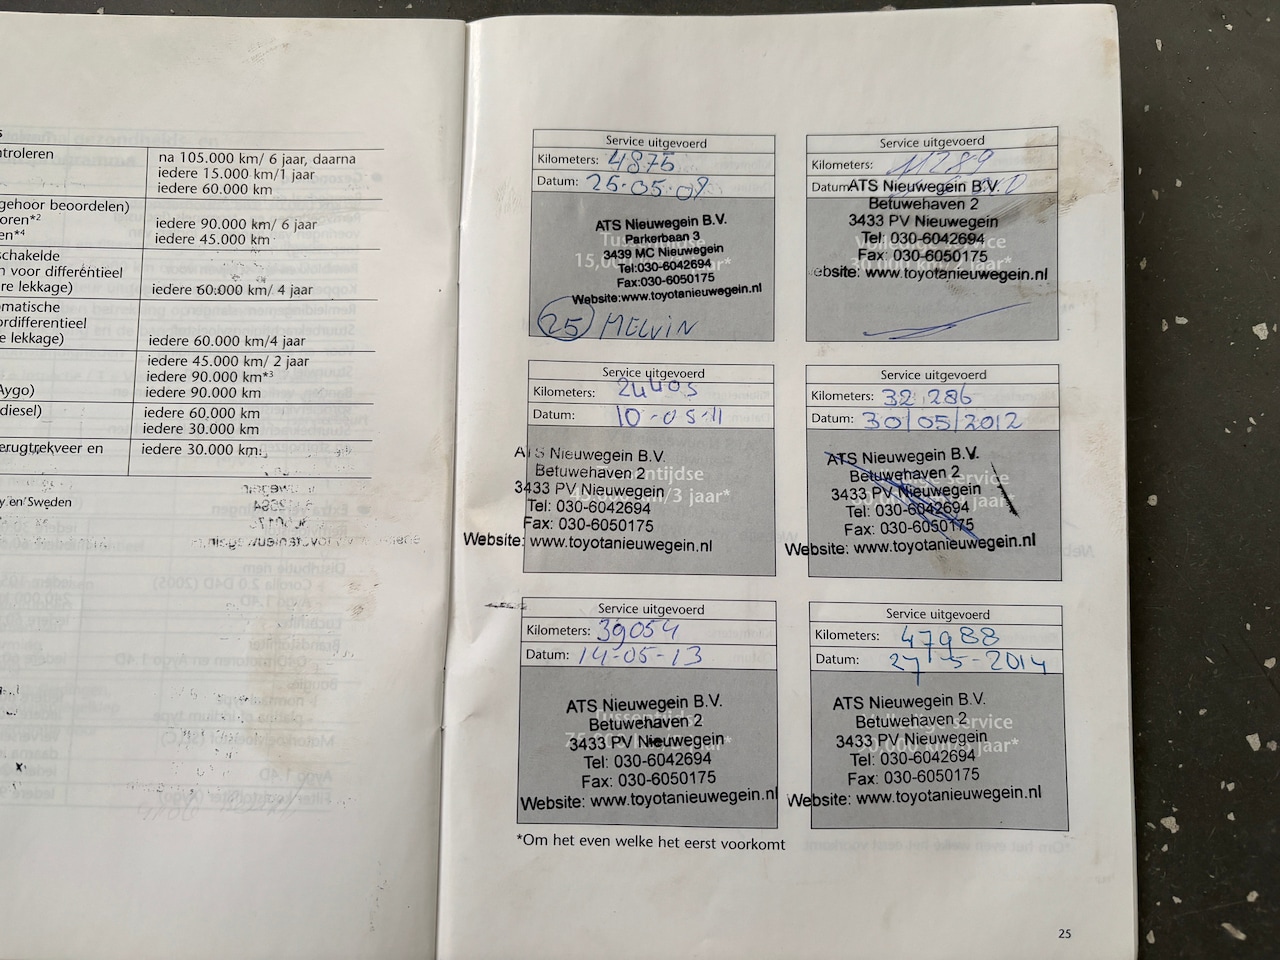 ntroleren
na 105.000 km/ 6 jaar, daarna
iedere 15.000 km/1 jaar
iedere 60.000 km
gehoor beoordelen)
oren*2
iedere 90.000 km/ 6 jaar
en*4
iedere 45.000 km
schakelde
n voor differentieel
re lekkage)
iedere 60.000 km/ 4 jaar
matische
ordifferentieel
e lekkage)
iedere 60.000 km/4 jaar
iedere 45.000 km/ 2 jaar
iedere 90.000 km*3
Aygo)
iedere 90.000 km
diesel)
iedere 60.000 km
iedere 30.000 km
erugtrekveer en
iedere 30.000 km
y en Sweden
Service uitgevoerd
Kilometers: 4875
Datum: 25-05-09
ATS Nieuwegein B.V.
Parkerbaan 3
3439 MC Nieuwegein
Tel:030-6042694
Fax:030-6050175
Website:www.toyotanieuwegein.nl
15,000
25 MELVIN
Service uitgevoerd
Kilometers: 11289
Datum:
ATS Nieuwegein B.V.
Betuwehaven 2
3433 PV Nieuwegein
Tel: 030-6042694
Fax: 030-6050175
ebsite: www.toyotanieuwegein.nl
Service uitgevoerd
Kilometers: 24405
Datum: 10-05-11
ATS Nieuwegein B.V.
Betuwehaven 2
3433 PV Nieuwegein
Tel: 030-6042694
Fax: 030-6050175
Website: www.toyotanieuwegein.nl
Service uitgevoerd
Kilometers: 32.286
Datum: 30/05/2012
ATS Nieuwegein B.V.
Betuwehaven 2
3433 PV Nieuwegein
Tel: 030-6042694
Fax: 030-6050175
Website: www.toyotanieuwegein.nl
Service uitgevoerd
Kilometers: 39054
Datum: 14-05-13
ATS Nieuwegein B.V.
Betuwehaven 2
3433 PV Nieuwegein
Tel: 030-6042694
Fax: 030-6050175
Website: www.toyotanieuwegein.nl
Service uitgevoerd
Kilometers: 47988
Datum: 27-5-2014
ATS Nieuwegein B.V.
Betuwehaven 2
3433 PV Nieuwegein
Tel: 030-6042694
Fax: 030-6050175
Website: www.toyotanieuwegein.nl
*Om het even welke het eerst voorkomt
25